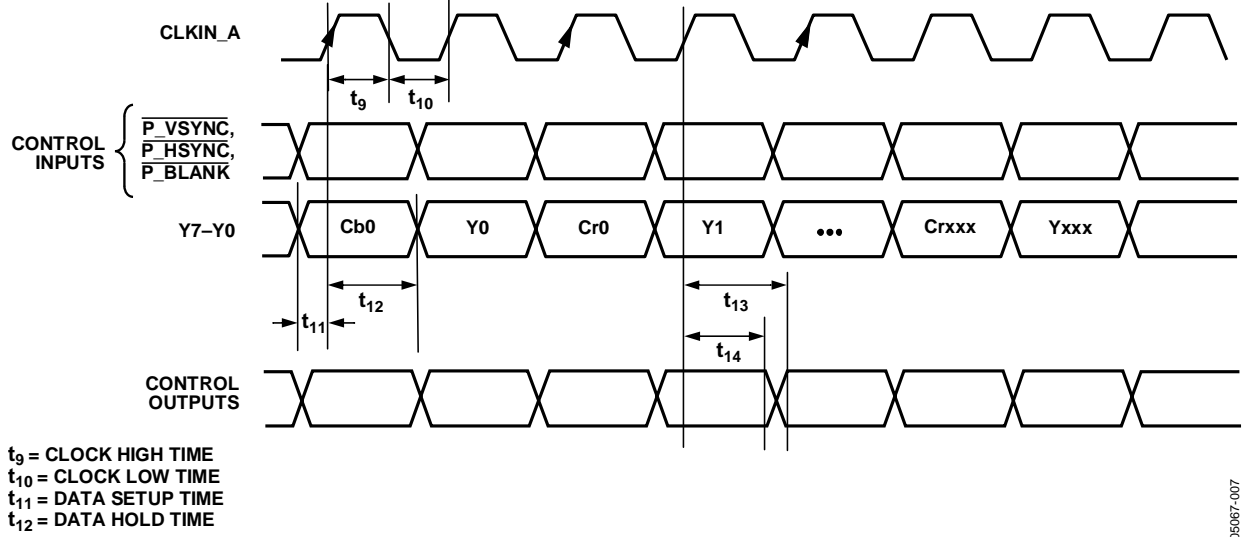 CLKIN_A
t9
t10
CONTROL
INPUTS
P_VSYNC,
P_HSYNC,
P_BLANK
Y7–Y0
Cb0
Y0
Cr0
Y1
•••
Crxxx
Yxxx
t12
t13
t11
t14
CONTROL
OUTPUTS
t9 = CLOCK HIGH TIME
t10 = CLOCK LOW TIME
t11 = DATA SETUP TIME
t12 = DATA HOLD TIME
05067-007